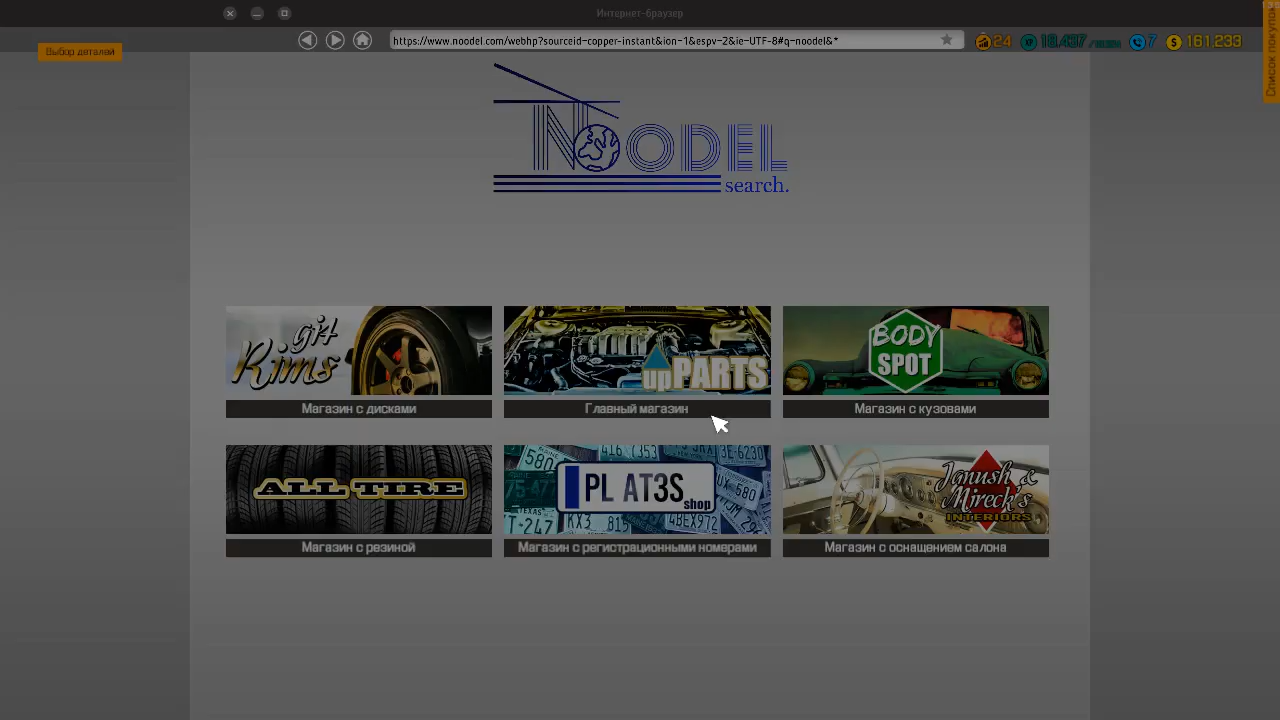 Интернет-браузер
Выбор деталей
https://www.noodel.com/webhp?sourceid-copper-instant&ion-1&espv-2&ie-UTF-8#q-noodel&*
24
7
161.233
Список покупок
NOODEL
search.
gj4 Rims
upPARTS
BODY SPOT
Магазин с дисками
Главный магазин
Магазин с кузовами
ALL TIRE
PL AT3S
shop
Janush & Mireck's
INTERIORS
Магазин с резиной
Магазин с регистрационными номерами
Магазин с оснащением салона